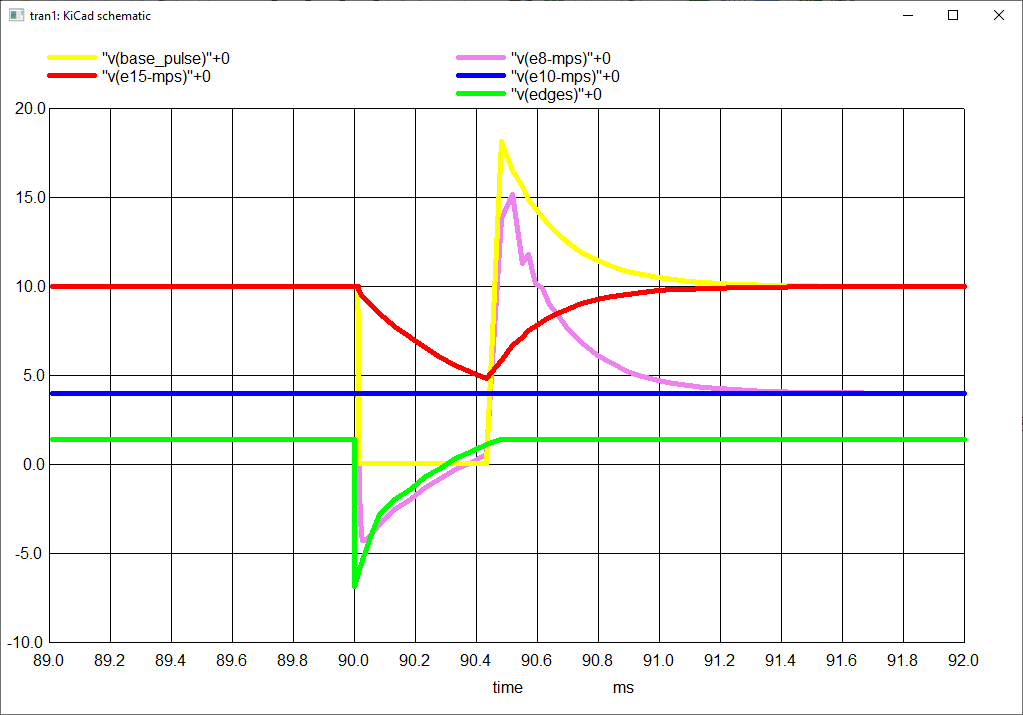 tran1: KiCad schematic
"v(base_pulse)"+0 "v(e8-mps)"+0
"v(e15-mps)"+0 "v(e10-mps)"+0
"v(edges)"+0
20.0
15.0
10.0
5.0
0.0
-5.0
-10.0
89.0 89.2 89.4 89.6 89.8 90.0 90.2 90.4 90.6 90.8 91.0 91.2 91.4 91.6 91.8 92.0
time ms